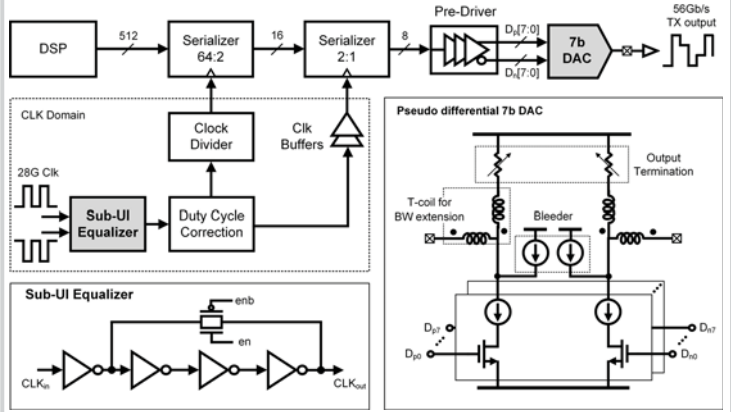 56Gb/s
TX output
Pre-Driver
DSP
512
Serializer
64:2
16
Serializer
2:1
8
Dp[7:0]
Dn[7:0]
7b
DAC
CLK Domain
Clock
Divider
Clk
Buffers
28G Clk
Sub-UI
Equalizer
Duty Cycle
Correction
Pseudo differential 7b DAC
Output
Termination
T-coil for
BW extension
Bleeder
Dp7
Dp0
Dn7
Dn0
Sub-UI Equalizer
enb
en
CLKin
CLKout